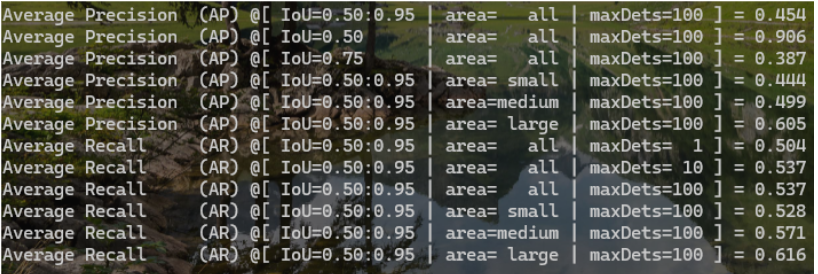 Average Precision  (AP) @[ IoU=0.50:0.95 | area=   all | maxDets=100 ] = 0.454
Average Precision  (AP) @[ IoU=0.50      | area=   all | maxDets=100 ] = 0.906
Average Precision  (AP) @[ IoU=0.75      | area=   all | maxDets=100 ] = 0.387
Average Precision  (AP) @[ IoU=0.50:0.95 | area= small | maxDets=100 ] = 0.444
Average Precision  (AP) @[ IoU=0.50:0.95 | area=medium | maxDets=100 ] = 0.499
Average Precision  (AP) @[ IoU=0.50:0.95 | area= large | maxDets=100 ] = 0.605
Average Recall     (AR) @[ IoU=0.50:0.95 | area=   all | maxDets=  1 ] = 0.504
Average Recall     (AR) @[ IoU=0.50:0.95 | area=   all | maxDets= 10 ] = 0.537
Average Recall     (AR) @[ IoU=0.50:0.95 | area=   all | maxDets=100 ] = 0.537
Average Recall     (AR) @[ IoU=0.50:0.95 | area= small | maxDets=100 ] = 0.528
Average Recall     (AR) @[ IoU=0.50:0.95 | area=medium | maxDets=100 ] = 0.571
Average Recall     (AR) @[ IoU=0.50:0.95 | area= large | maxDets=100 ] = 0.616